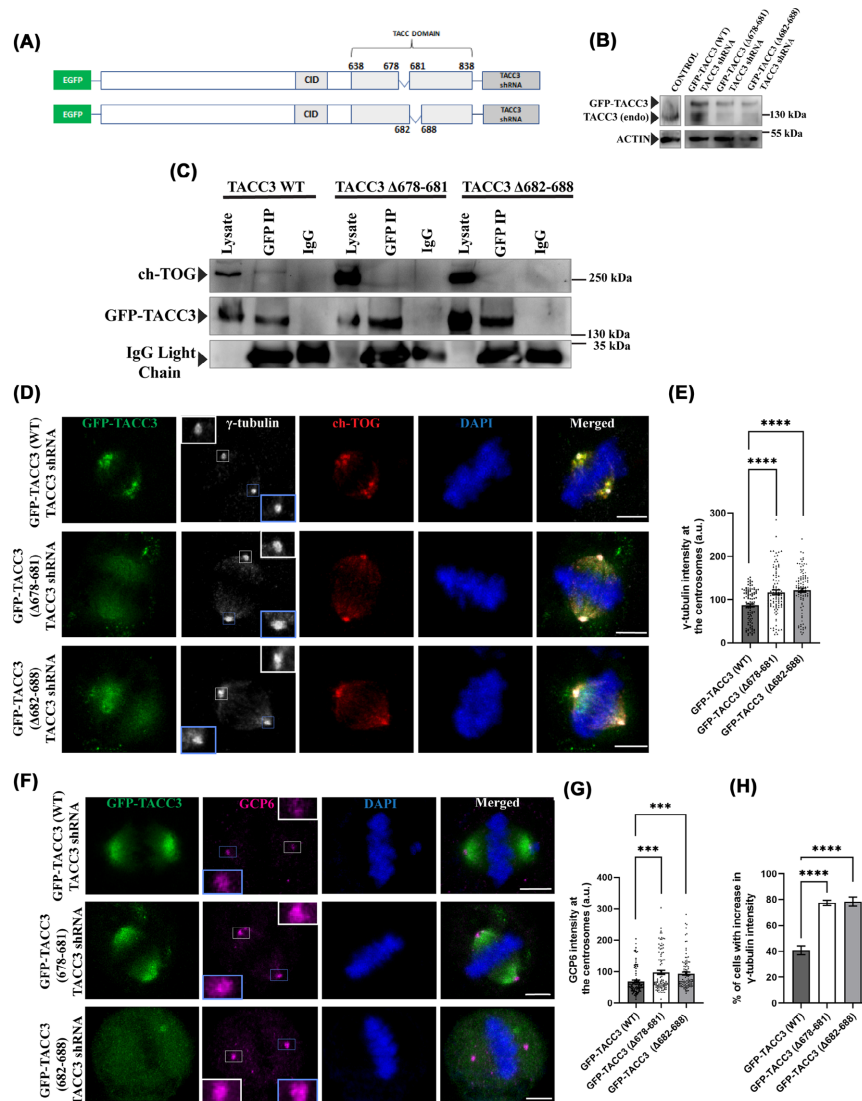 (A)
TACC DOMAIN
638 678 681 838
EGFP CID TACC3 shRNA
EGFP CID TACC3 shRNA
682 688
(B)
CONTROL
GFP-TACC3 (WT)
TACC3 shRNA
GFP-TACC3 (Δ678-681)
TACC3 shRNA
GFP-TACC3 (Δ682-688)
TACC3 shRNA
GFP-TACC3
TACC3 (endo)
130 kDa
55 kDa
ACTIN
(C)
TACC3 WT TACC3 Δ678-681 TACC3 Δ682-688
Lysate GFP IP IgG Lysate GFP IP IgG Lysate GFP IP IgG
ch-TOG
250 kDa
GFP-TACC3
130 kDa
35 kDa
IgG Light
Chain
(D)
GFP-TACC3 γ-tubulin ch-TOG DAPI Merged
GFP-TACC3 (WT)
TACC3 shRNA
GFP-TACC3
(Δ678-681)
TACC3 shRNA
GFP-TACC3
(Δ682-688)
TACC3 shRNA
(E)
**** 
****
γ-tubulin intensity at
the centrosomes (a.u.)
300
200
100
0
GFP-TACC3 (WT)
GFP-TACC3 (Δ678-681)
GFP-TACC3 (Δ682-688)
(F)
GFP-TACC3 GCP6 DAPI Merged
GFP-TACC3 (WT)
TACC3 shRNA
GFP-TACC3
(678-681)
TACC3 shRNA
GFP-TACC3
(682-688)
TACC3 shRNA
(G)
***
***
GCP6 intensity at
the centrosomes (a.u.)
400
300
200
100
0
GFP-TACC3 (WT)
GFP-TACC3 (Δ678-681)
GFP-TACC3 (Δ682-688)
(H)
****
****
% of cells with increase in
γ-tubulin intensity
100
80
60
40
20
0
GFP-TACC3 (WT)
GFP-TACC3 (Δ678-681)
GFP-TACC3 (Δ682-688)